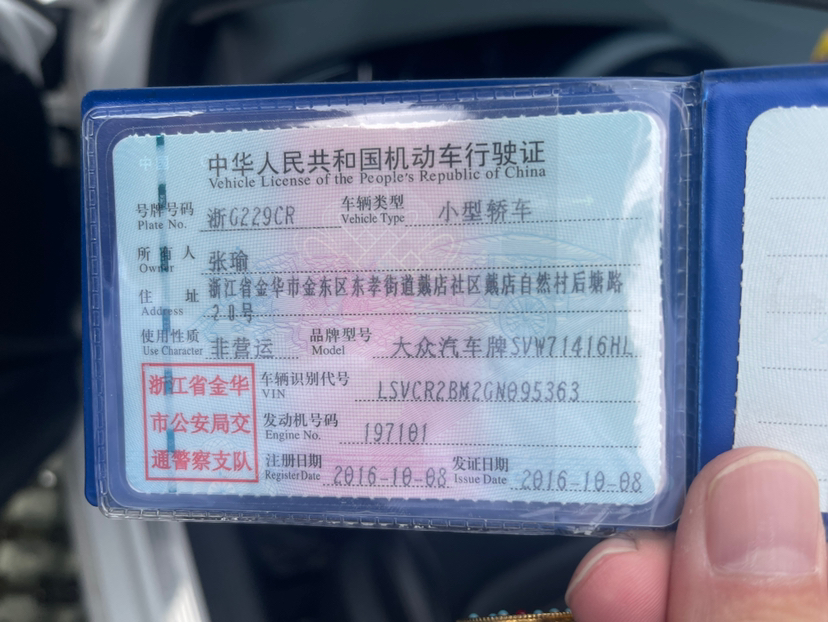 中国
中华人民共和国机动车行驶证
Vehicle License of the People's Republic of China
号牌号码 浙G229CR 车辆类型 小型轿车
Plate No. Vehicle Type
所有人 张瑜
Owner
住址 浙江省金华市金东区东孝街道戴店社区戴店自然村后塘路
Address 20号
使用性质 非营运 品牌型号 大众汽车牌SVW71416HL
Use Character Model
浙江省金华 车辆识别代号 LSVCR2BM2GN095363
VIN
市公安局交 发动机号码 197101
Engine No.
通警察支队 注册日期 2016-10-08 发证日期 2016-10-08
Register Date Issue Date